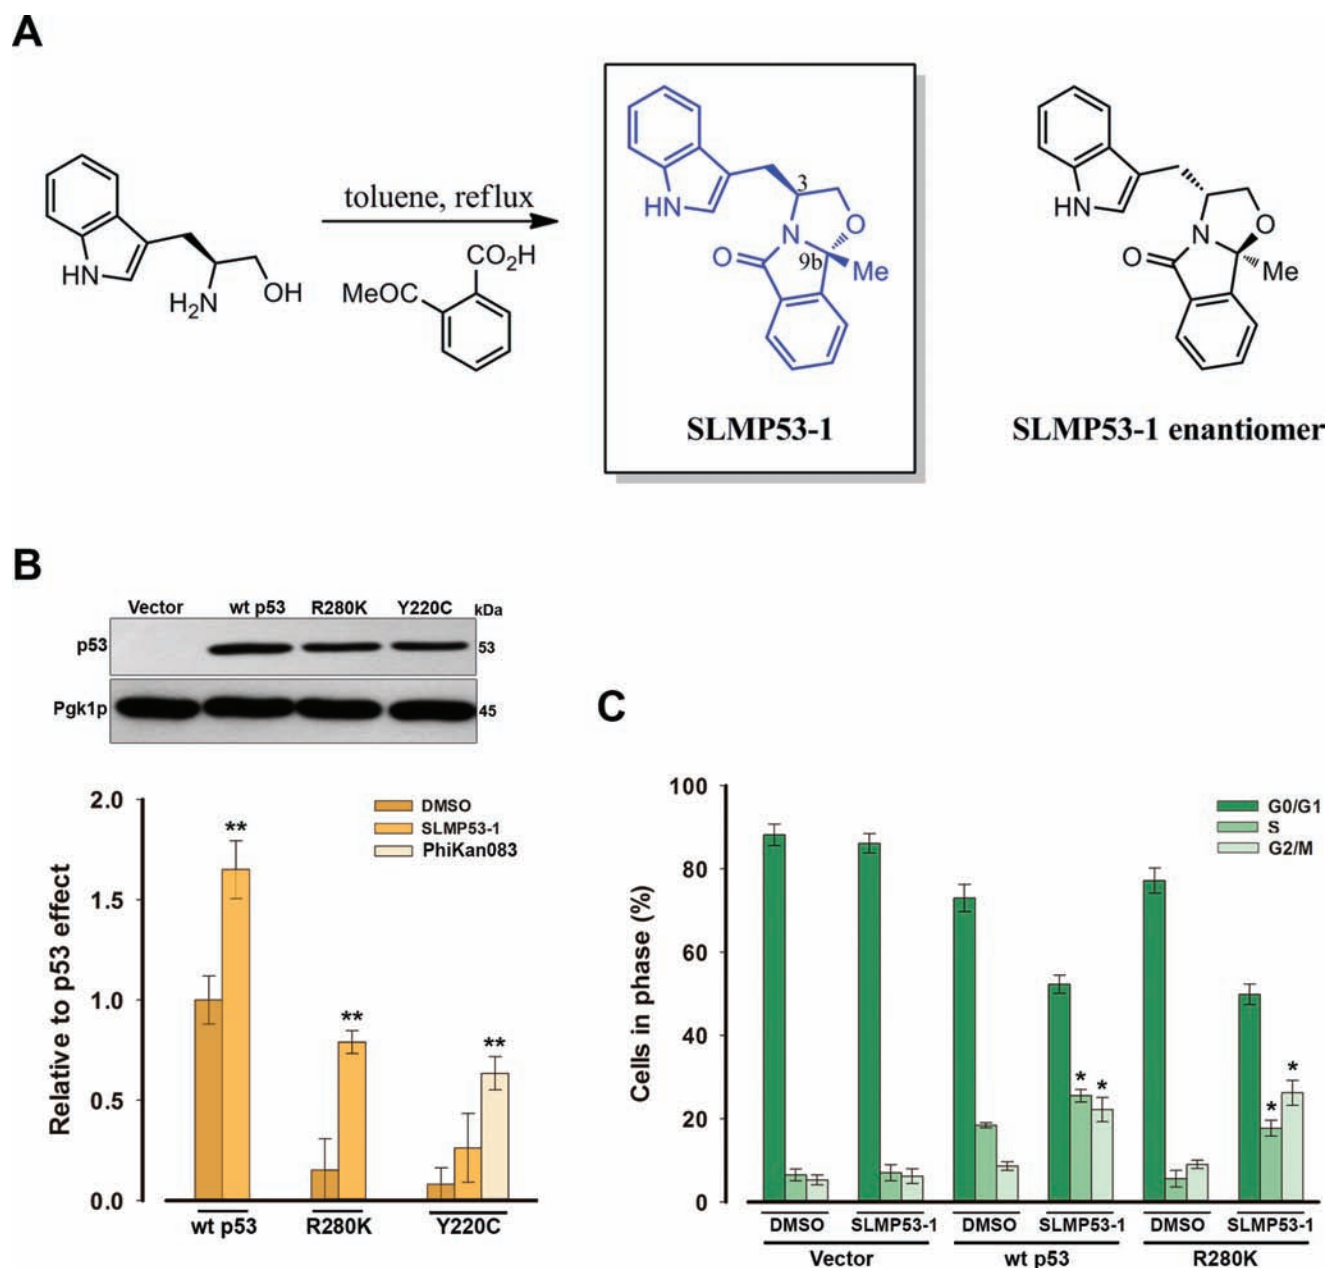 A
toluene, reflux
HN
H2N
OH
MeOC
CO2H
HN
3
N
O
O
9b
Me
SLMP53-1
HN
N
O
O
Me
SLMP53-1 enantiomer
B
Vector wt p53 R280K Y220C kDa
p53 53
Pgk1p 45
Relative to p53 effect
2.0
1.5
1.0
0.5
0.0
DMSO
SLMP53-1
PhiKan083
** ** **
wt p53 R280K Y220C
C
Cells in phase (%)
100
80
60
40
20
0
G0/G1
S
G2/M
* * * *
DMSO SLMP53-1 DMSO SLMP53-1 DMSO SLMP53-1
Vector wt p53 R280K